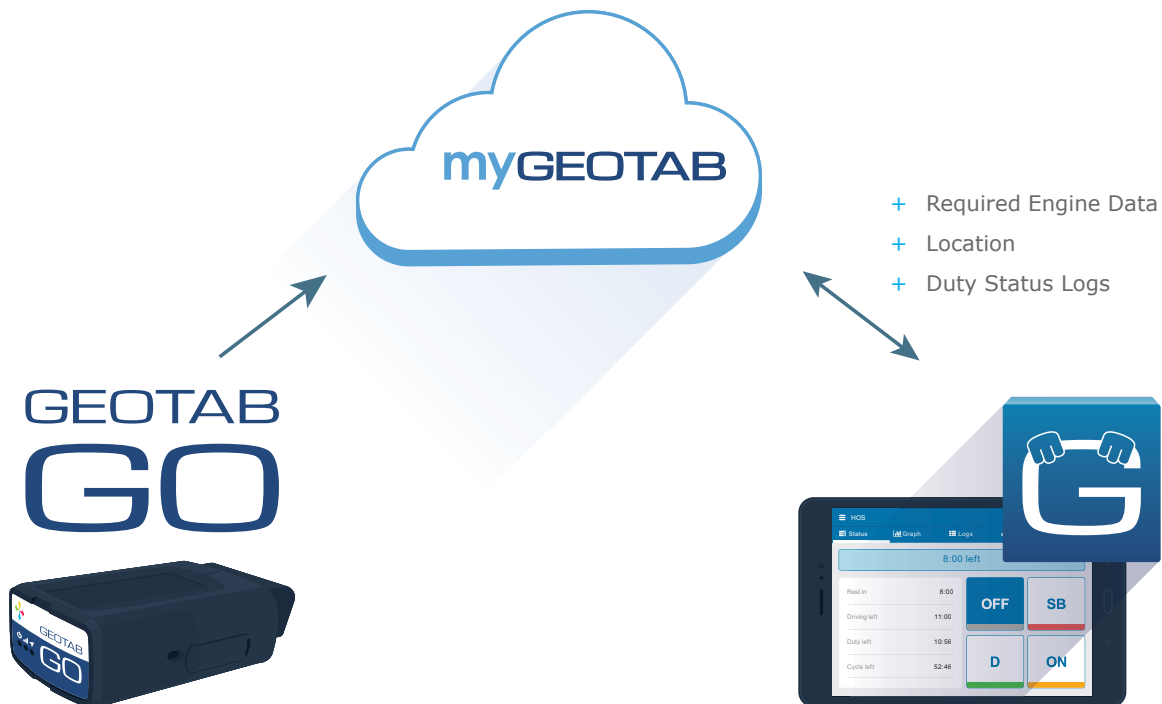 myGEOTAB
+ Required Engine Data
+ Location
+ Duty Status Logs
GEOTAB
GO
GEOTAB
GO
G
HOS
Status Graph Logs
8:00 left
Rest in 8:00
Driving left 11:00
Duty left 10:56
Cycle left 52:46
OFF SB
D ON